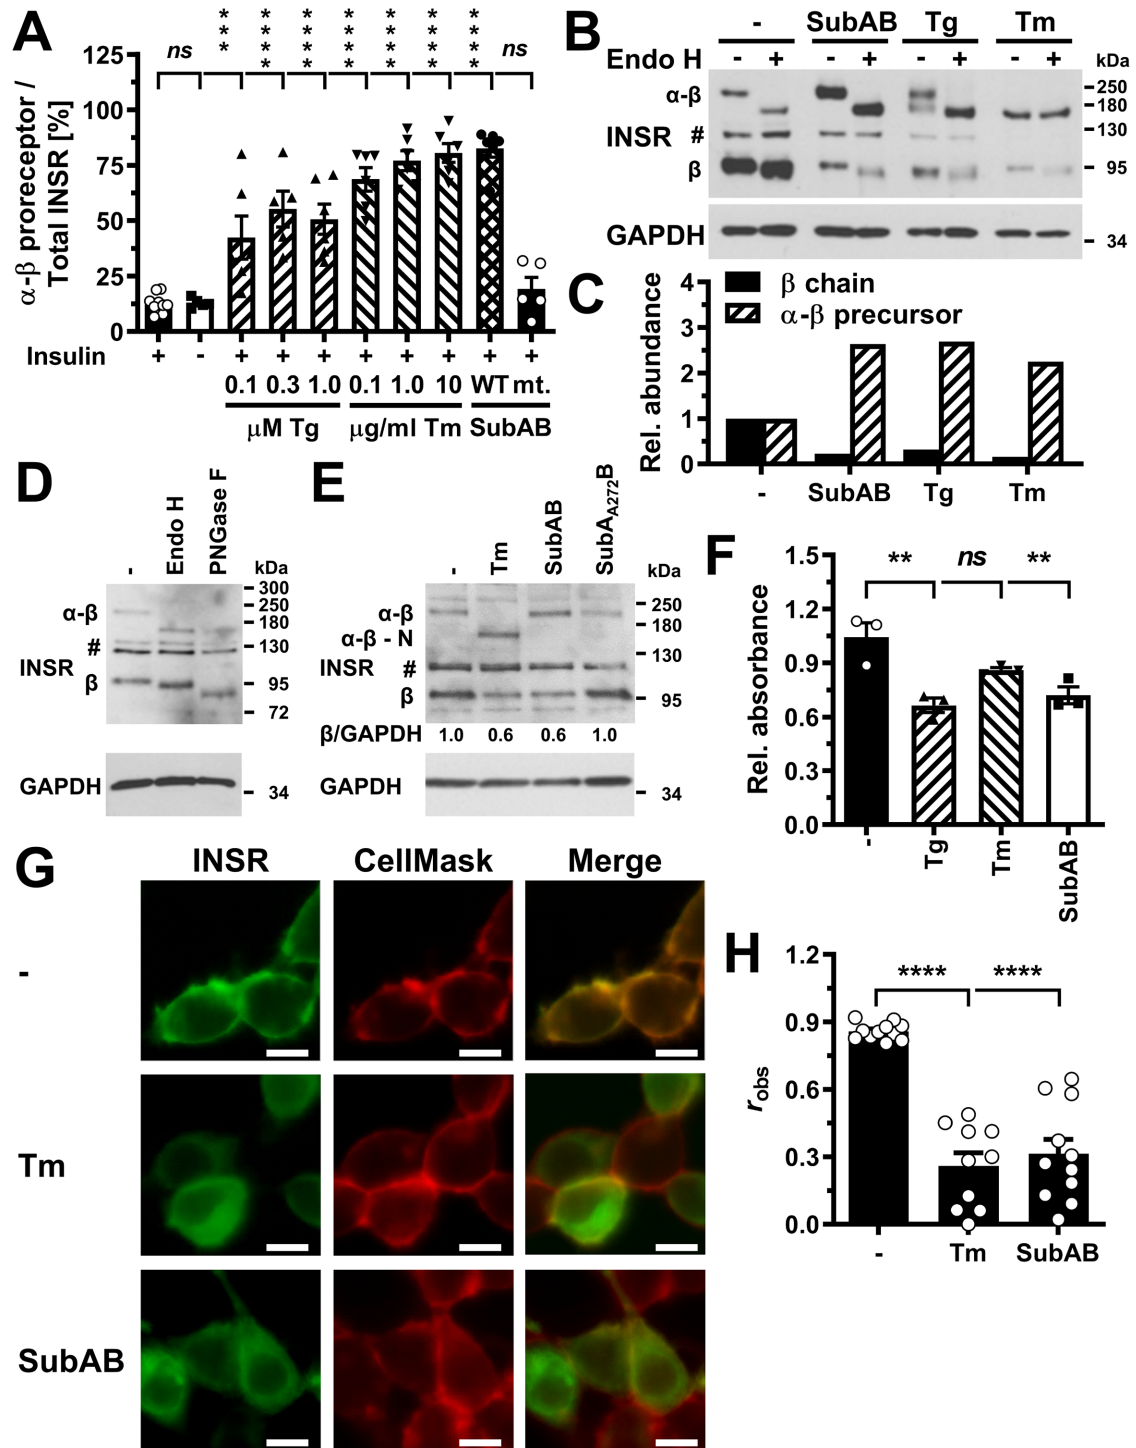 A
α-β proreceptor /
Total INSR [%]
125
100
75
50
25
0
ns
***
****
****
****
****
****
****
ns
Insulin
+ - + + + + + + + +
0.1 0.3 1.0 0.1 1.0 10 WT mt.
μM Tg μg/ml Tm SubAB
B
- SubAB Tg Tm
Endo H - + - + - + - + kDa
α-β
INSR #
β
250
180
130
95
GAPDH
34
C
β chain
α-β precursor
Rel. abundance
4
3
2
1
0
- SubAB Tg Tm
D
- Endo H PNGase F
kDa
α-β
#
INSR
β
300
250
180
130
95
72
GAPDH
34
E
- Tm SubAB SubA_A272B
kDa
α-β
α-β - N
INSR #
β
250
180
130
95
β/GAPDH 1.0 0.6 0.6 1.0
GAPDH
34
F
Rel. absorbance
1.5
1.2
0.9
0.6
0.3
0.0
** ns **
- Tg Tm SubAB
G
INSR CellMask Merge
-
Tm
SubAB
H
r_obs
1.2
0.9
0.6
0.3
0.0
**** ****
- Tm SubAB